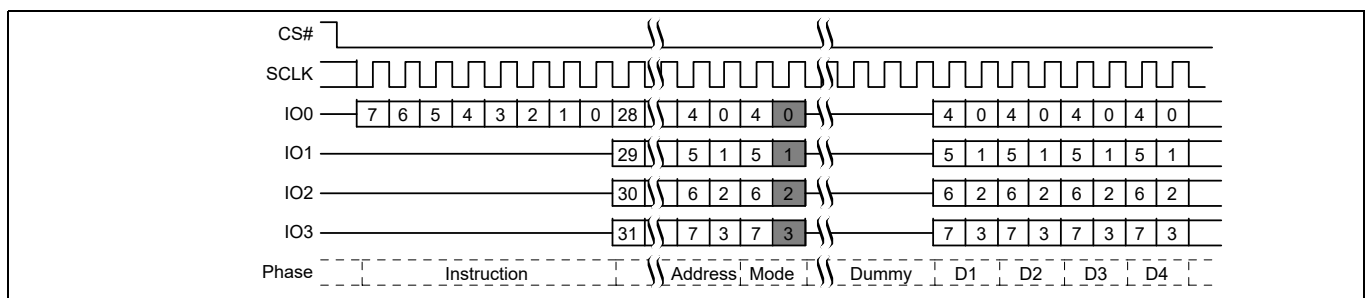 CS#
SCLK
IO0 7 6 5 4 3 2 1 0 28 4 0 4 0 4 0 4 0 4 0 4 0
IO1 29 5 1 5 1 5 1 5 1 5 1 5 1
IO2 30 6 2 6 2 6 2 6 2 6 2 6 2
IO3 31 7 3 7 3 7 3 7 3 7 3 7 3
Phase Instruction Address Mode Dummy D1 D2 D3 D4